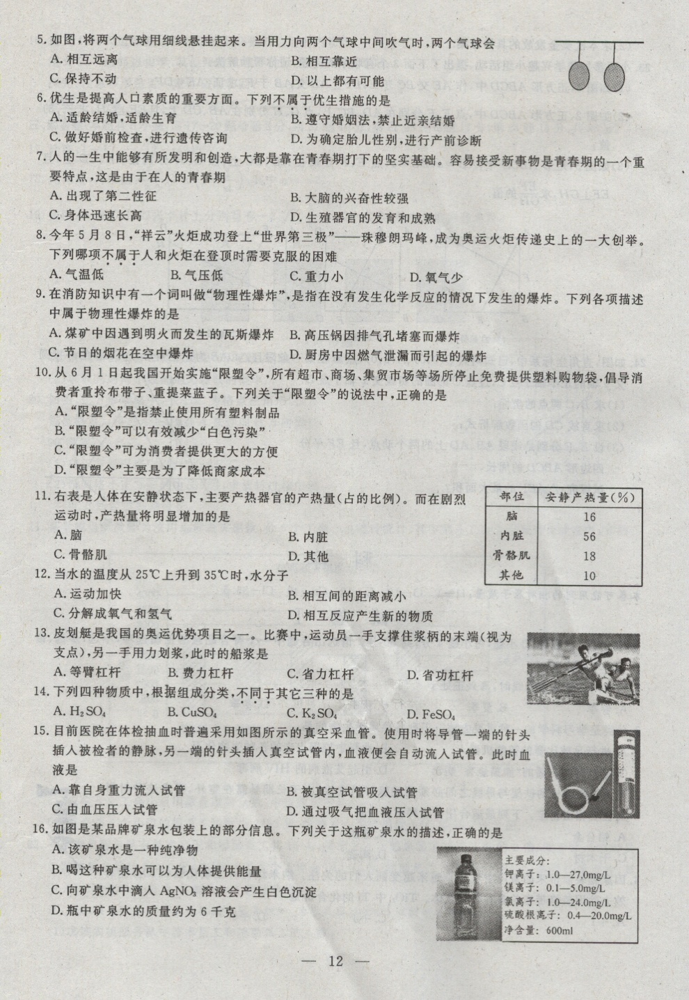 5. 如图,将两个气球用细线悬挂起来。当用力向两个气球中间吹气时,两个气球会
A. 相互远离 B. 相互靠近
C. 保持不动 D. 以上都有可能
6. 优生是提高人口素质的重要方面。下列不属于优生措施的是
A. 适龄结婚,适龄生育 B. 遵守婚姻法,禁止近亲结婚
C. 做好婚前检查,进行遗传咨询 D. 为确定胎儿性别,进行产前诊断
7. 人的一生中能够有所发明和创造,大都是靠在青春期打下的坚实基础。容易接受新事物是青春期的一个重
要特点,这是由于在人的青春期
A. 出现了第二性征 B. 大脑的兴奋性较强
C. 身体迅速长高 D. 生殖器官的发育和成熟
8. 今年 5 月 8 日,“祥云”火炬成功登上“世界第三极”——珠穆朗玛峰,成为奥运火炬传递史上的一大创举。
下列哪项不属于人和火炬在登顶时需要克服的困难
A. 气温低 B. 气压低 C. 重力小 D. 氧气少
9. 在消防知识中有一个词叫做“物理性爆炸”,是指在没有发生化学反应的情况下发生的爆炸。下列各项描述
中属于物理性爆炸的是
A. 煤矿中因遇到明火而发生的瓦斯爆炸 B. 高压锅因排气孔堵塞而爆炸
C. 节日的烟花在空中爆炸 D. 厨房中因燃气泄漏而引起的爆炸
10. 从 6 月 1 日起我国开始实施“限塑令”,所有超市、商场、集贸市场等场所停止免费提供塑料购物袋,倡导消
费者重拎布带子、重提菜蓝子。下列关于“限塑令”的说法中,正确的是
A. “限塑令”是指禁止使用所有塑料制品
B. “限塑令”可以有效减少“白色污染”
C. “限塑令”可为消费者提供更大的方便
D. “限塑令”主要是为了降低商家成本
11. 右表是人体在安静状态下,主要产热器官的产热量(占的比例)。而在剧烈
运动时,产热量将明显增加的是
A. 脑 B. 内脏
C. 骨骼肌 D. 其他
部位 安静产热量(%)
脑 16
内脏 56
骨骼肌 18
其他 10
12. 当水的温度从 25℃上升到 35℃时,水分子
A. 运动加快 B. 相互间的距离减小
C. 分解成氧气和氢气 D. 相互反应产生新的物质
13. 皮划艇是我国的奥运优势项目之一。比赛中,运动员一手支撑住浆柄的末端(视为
支点),另一手用力划浆,此时的船浆是
A. 等臂杠杆 B. 费力杠杆 C. 省力杠杆 D. 省功杠杆
14. 下列四种物质中,根据组成分类,不同于其它三种的是
A. H₂SO₄ B. CuSO₄ C. K₂SO₄ D. FeSO₄
15. 目前医院在体检抽血时普遍采用如图所示的真空采血管。使用时将导管一端的针头
插入被检者的静脉,另一端的针头插入真空试管内,血液便会自动流入试管。此时血
液是
A. 靠自身重力流入试管 B. 被真空试管吸入试管
C. 由血压压入试管 D. 通过吸气把血液压入试管
16. 如图是某品牌矿泉水包装上的部分信息。下列关于这瓶矿泉水的描述,正确的是
A. 该矿泉水是一种纯净物
B. 喝这种矿泉水可以为人体提供能量
C. 向矿泉水中滴入 AgNO₃ 溶液会产生白色沉淀
D. 瓶中矿泉水的质量约为 6 千克
主要成分:
钾离子: 1.0—27.0mg/L
镁离子: 0.1—5.0mg/L
氯离子: 1.0—24.0mg/L
硫酸根离子: 0.4—20.0mg/L
净含量: 600ml
— 12 —